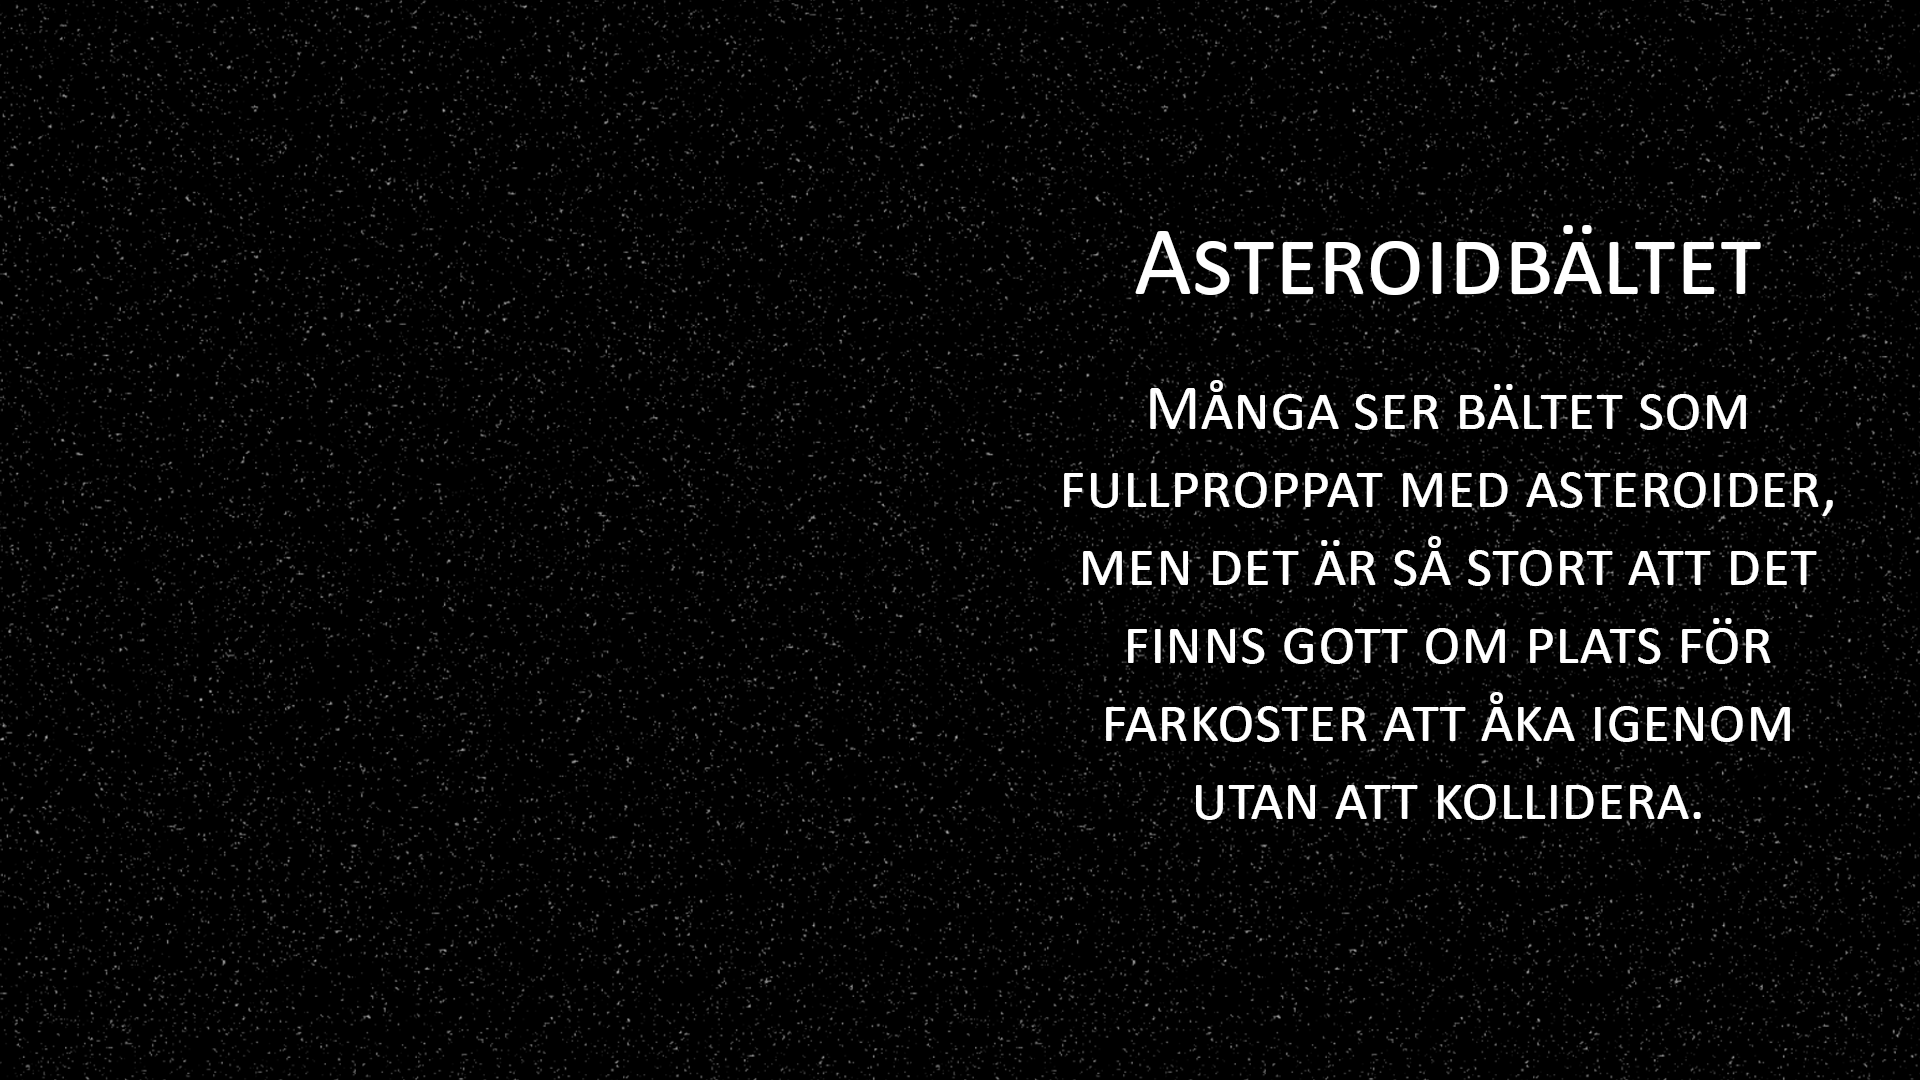 Asteroidbältet
Många ser bältet som
fullproppat med asteroider,
men det är så stort att det
finns gott om plats för
farkoster att åka igenom
utan att kollidera.